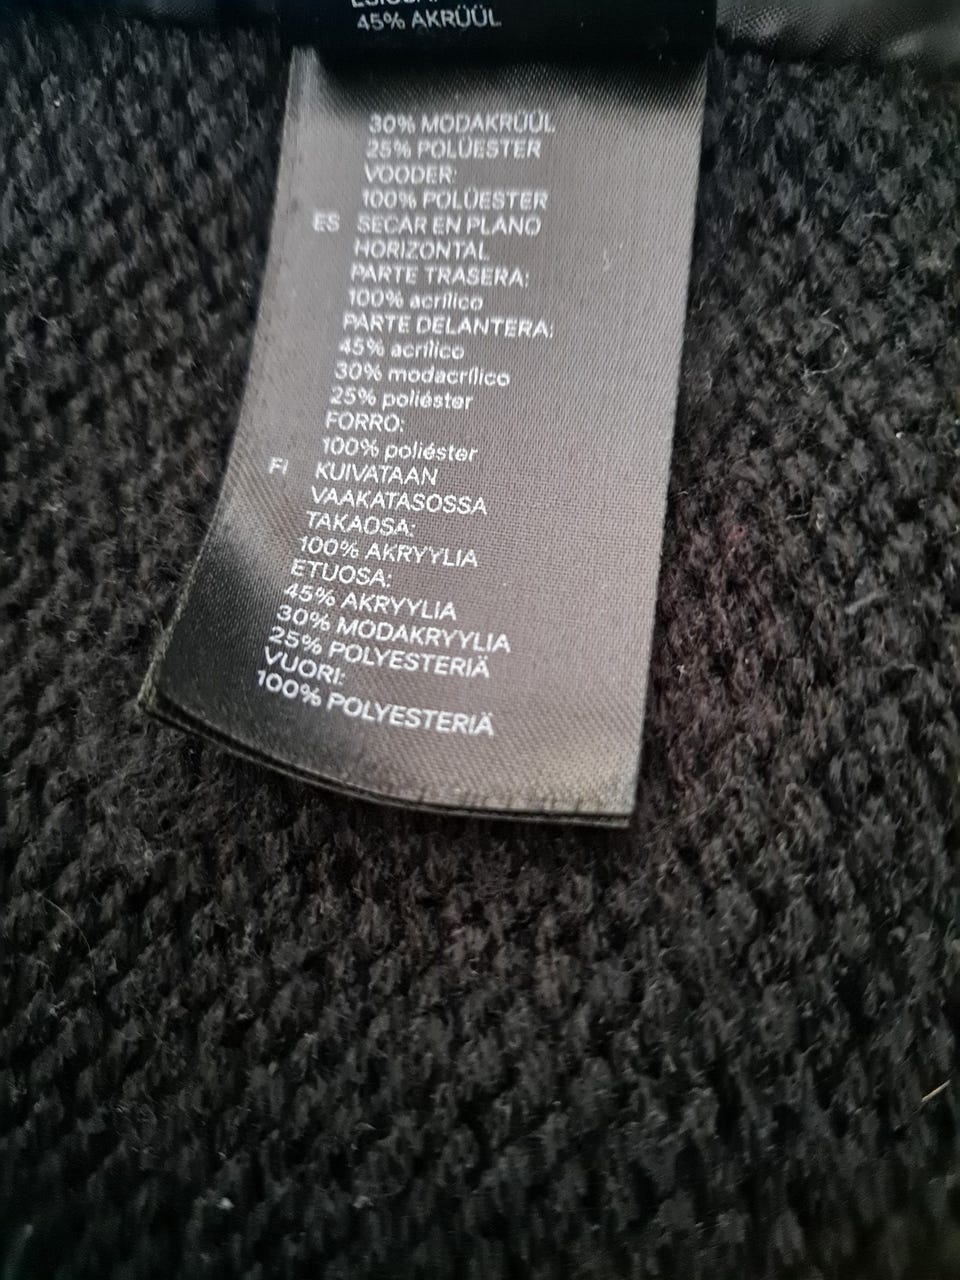 45% AKRÜÜL
30% MODAKRÜÜL
25% POLÜESTER
VOODER:
100% POLÜESTER
ES SECAR EN PLANO
HORIZONTAL
PARTE TRASERA:
100% acrílico
PARTE DELANTERA:
45% acrílico
30% modacrílico
25% poliéster
FORRO:
100% poliéster
FI KUIVATAAN
VAAKATASOSSA
TAKAOSA:
100% AKRYYLIA
ETUOSA:
45% AKRYYLIA
30% MODAKRYYLIA
25% POLYESTERIÄ
VUORI:
100% POLYESTERIÄ